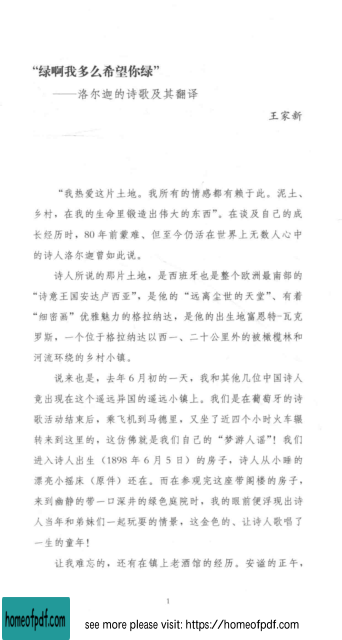 “绿啊我多么希望你绿”
——洛尔迦的诗歌及其翻译
王家新
“我热爱这片土地。我所有的情感都有赖于此。泥土、
乡村，在我的生命里锻造出伟大的东西”。在谈及自己的成
长经历时，80 年前蒙难、但至今仍活在世界上无数人心中
的诗人洛尔迦曾如此说。
诗人所说的那片土地，是西班牙也是整个欧洲最南部的
“诗意王国安达卢西亚”，是他的“远离尘世的天堂”、有着
“细密画”优雅魅力的格拉纳达，是他的出生地富恩特-瓦克
罗斯，一个位于格拉纳达以西一、二十公里外的被橄榄林和
河流环绕的乡村小镇。
说来也是，去年 6 月初的一天，我和其他几位中国诗人
竟出现在这个遥远异国的遥远小镇上。我们是在葡萄牙的诗
歌活动结束后，乘飞机到马德里，又坐了近四个小时火车辗
转来到这里的，这仿佛就是我们自己的“梦游人谣”！我们
进入诗人出生（1898 年 6 月 5 日）的房子，诗人从小睡的
漂亮小摇床（原件）还在。而在参观完这座带阁楼的房子，
来到幽静的带一口深井的绿色庭院时，我的眼前便浮现出诗
人当年和弟妹们一起玩耍的情景，这金色的、让诗人歌唱了
一生的童年！
让我难忘的，还有在镇上老酒馆的经历。安谧的正午，
1
homeofpdf.com
see more please visit: https://homeofpdf.com